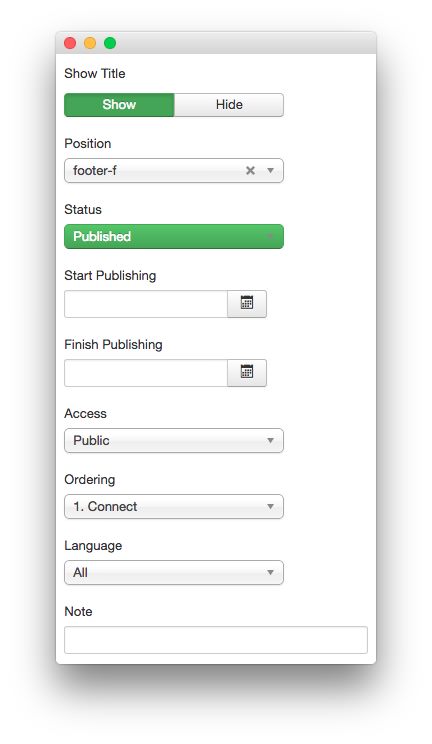 Show Title
Show Hide
Position
footer-f
Status
Published
Start Publishing
Finish Publishing
Access
Public
Ordering
1. Connect
Language
All
Note